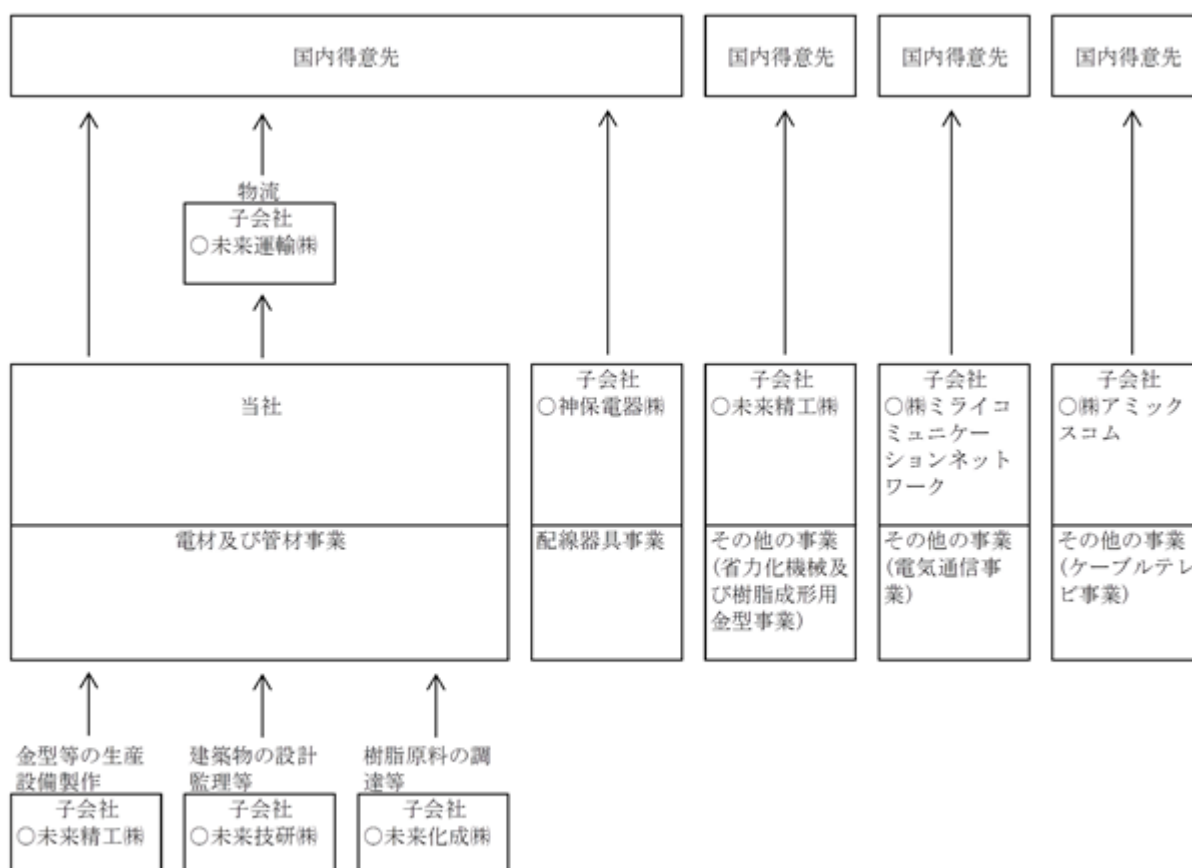 国内得意先
国内得意先
国内得意先
国内得意先
物流
子会社
○未来運輸㈱
当社
電材及び管材事業
子会社
○神保電器㈱
配線器具事業
子会社
○未来精工㈱
その他の事業
(省力化機械及
び樹脂成形用
金型事業)
子会社
○㈱ミライコ
ミュニケー
ションネット
ワーク
その他の事業
(電気通信事
業)
子会社
○㈱アミック
スコム
その他の事業
(ケーブルテレ
ビ事業)
金型等の生産
設備製作
子会社
○未来精工㈱
建築物の設計
監理等
子会社
○未来技研㈱
樹脂原料の調
達等
子会社
○未来化成㈱